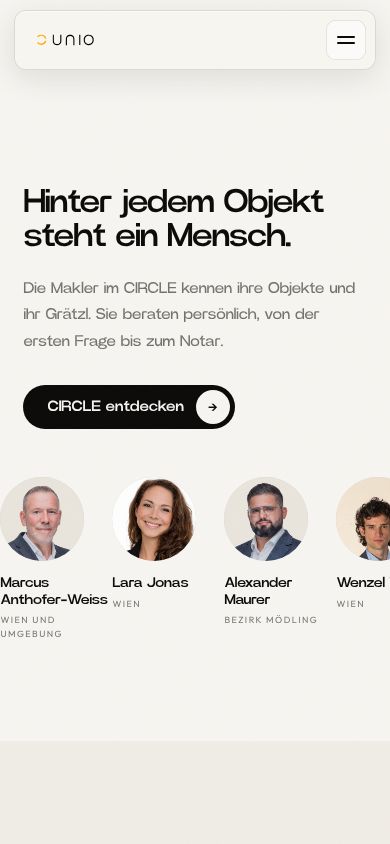 UNIO
Hinter jedem Objekt
steht ein Mensch.
Die Makler im CIRCLE kennen ihre Objekte und
ihr Grätzl. Sie beraten persönlich, von der
ersten Frage bis zum Notar.
CIRCLE entdecken →
Marcus
Anthofer-Weiss
WIEN UND
UMGEBUNG
Lara Jonas
WIEN
Alexander
Maurer
BEZIRK MÖDLING
Wenzel
WIEN